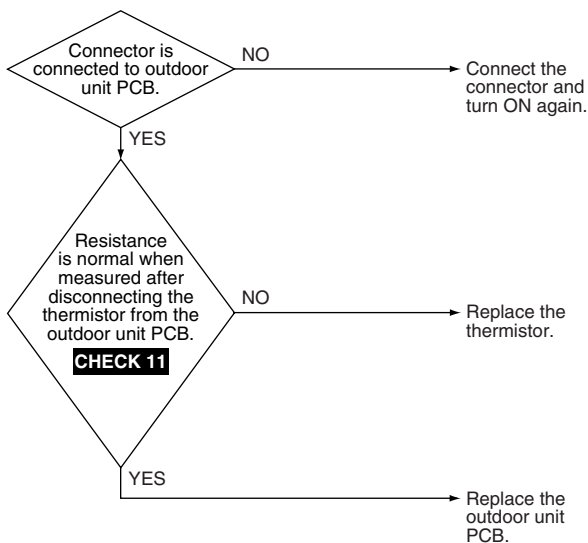 Connector is
connected to outdoor
unit PCB.
NO
Connect the
connector and
turn ON again.
YES
Resistance
is normal when
measured after
disconnecting the
thermistor from the
outdoor unit PCB.
CHECK 11
NO
Replace the
thermistor.
YES
Replace the
outdoor unit
PCB.